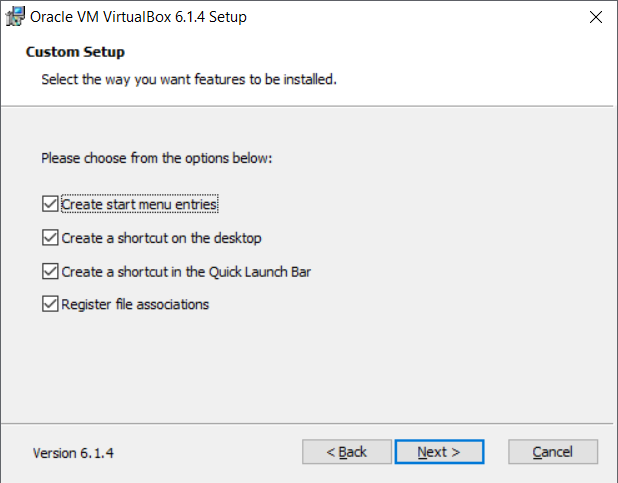 Oracle VM VirtualBox 6.1.4 Setup
Custom Setup
Select the way you want features to be installed.
Please choose from the options below:
Create start menu entries
Create a shortcut on the desktop
Create a shortcut in the Quick Launch Bar
Register file associations
Version 6.1.4
< Back
Next >
Cancel